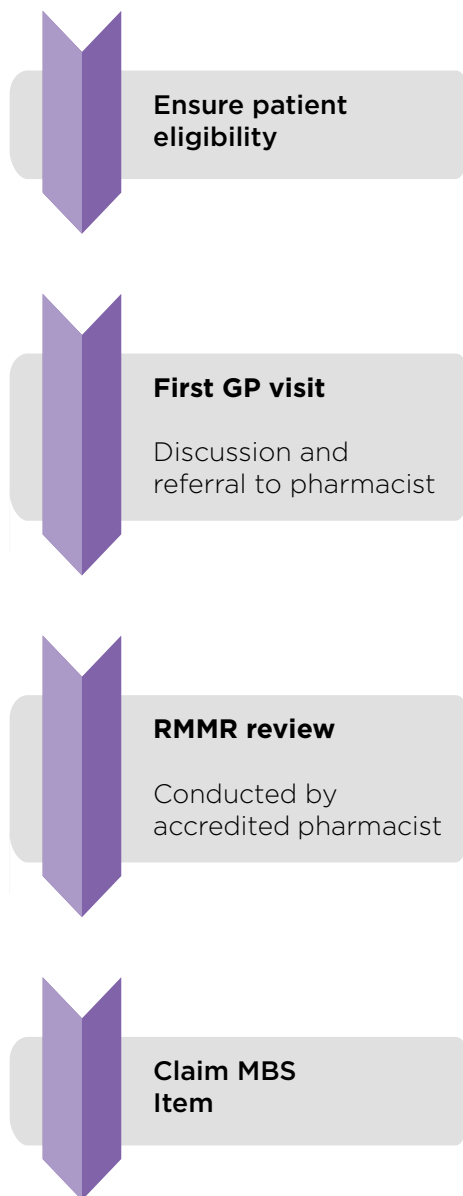 Ensure patient
eligibility
First GP visit
Discussion and
referral to pharmacist
RMMR review
Conducted by
accredited pharmacist
Claim MBS
Item